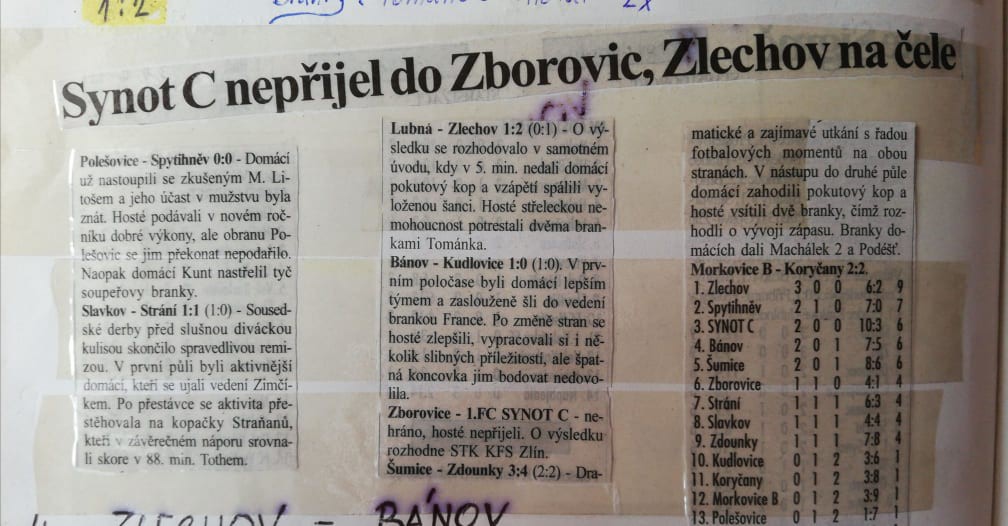 1:2
2x
Synot C nepřijel do Zborovic, Zlechov na čele
Polešovice - Spytihněv 0:0 - Domácí
už nastoupili se zkušeným M. Li-
tošem a jeho účast v mužstvu byla
znát. Hosté podávali v novém roč-
níku dobré výkony, ale obranu Po-
lešovic se jim překonat nepodařilo.
Naopak domácí Kunt nastřelil tyč
soupeřovy branky.
Slavkov - Strání 1:1 (1:0) - Soused-
ské derby před slušnou diváckou
kulisou skončilo spravedlivou remi-
zou. V první půli byli aktivnější
domácí, kteří se ujali vedení Zimčí-
kem. Po přestávce se aktivita pře-
stěhovala na kopačky Straňanů,
kteří v závěrečném náporu srovna-
li skore v 88. min. Tothem.
Lubná - Zlechov 1:2 (0:1) - O vý-
sledku se rozhodovalo v samotném
úvodu, kdy v 5. min. nedali domácí
pokutový kop a vzápětí spálili vy-
loženou šanci. Hosté střeleckou ne-
mohoucnost potrestali dvěma bran-
kami Tománka.
Bánov - Kudlovice 1:0 (1:0). V prv-
ním poločase byli domácí lepším
týmem a zaslouženě šli do vedení
brankou France. Po změně stran se
hosté zlepšili, vypracovali si i ně-
kolik slibných příležitostí, ale špat-
ná koncovka jim bodovat nedovo-
lila.
Zborovice - 1.FC SYNOT C - ne-
hráno, hosté nepřijeli. O výsledku
rozhodne STK KFS Zlín.
Šumice - Zdounky 3:4 (2:2) - Dra-
matické a zajímavé utkání s řadou
fotbalových momentů na obou
stranách. V nástupu do druhé půle
domácí zahodili pokutový kop a
hosté vsítili dvě branky, čímž roz-
hodli o vývoji zápasu. Branky do-
mácích dali Machálek 2 a Podéšť.
Morkovice B - Koryčany 2:2.
1. Zlechov 3 0 0 6:2 9
2. Spytihněv 2 1 0 7:0 7
3. SYNOT C 2 0 0 10:3 6
4. Bánov 2 0 1 7:5 6
5. Šumice 2 0 1 8:6 6
6. Zborovice 1 1 0 4:1 4
7. Strání 1 1 1 6:3 4
8. Slavkov 1 1 1 4:4 4
9. Zdounky 1 1 1 7:8 4
10. Kudlovice 0 1 2 3:6 1
11. Koryčany 0 1 2 3:8 1
12. Morkovice B 0 1 2 3:9 1
13. Polešovice 0 1 2 1:7 1
ZLECHOV - BÁNOV